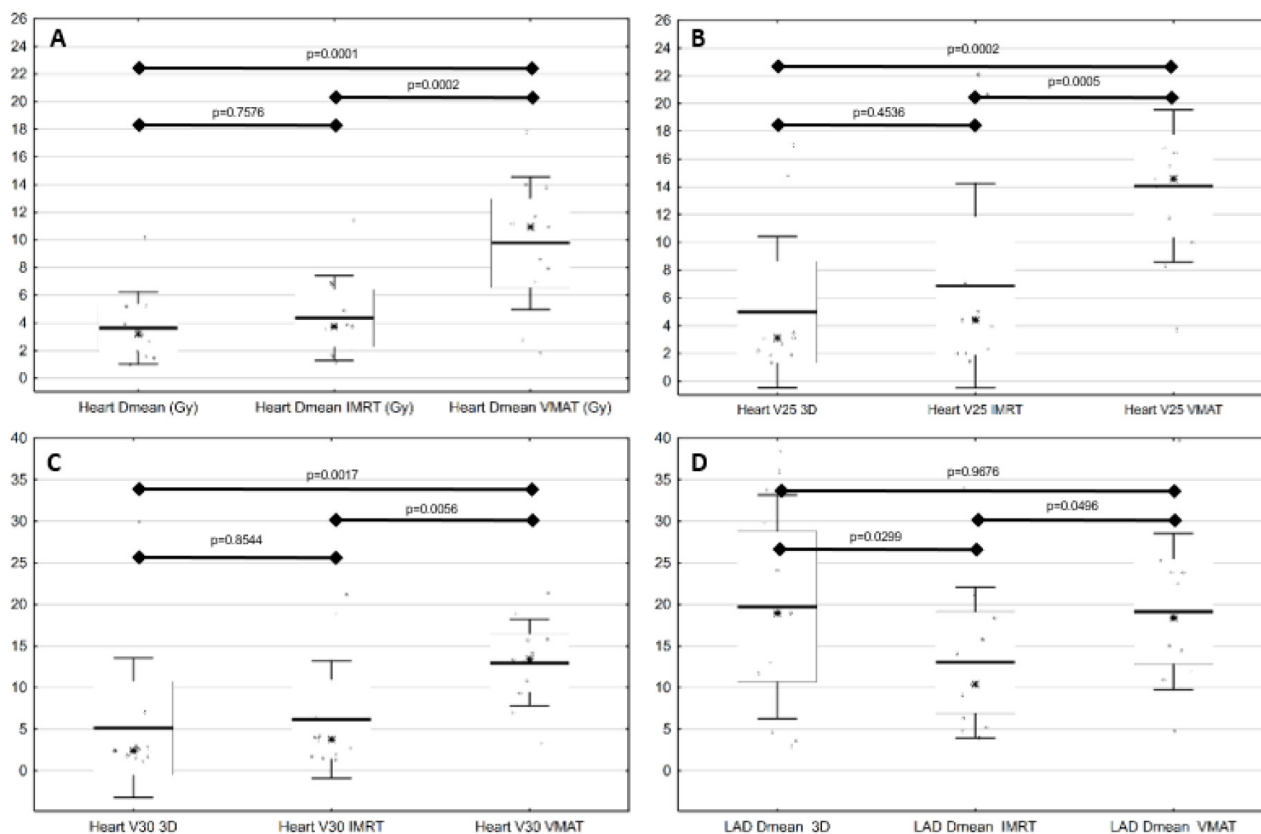 A
26
24
22
20
18
16
14
12
10
8
6
4
2
0
p=0.0001
p=0.0002
p=0.7576
Heart Dmean (Gy) Heart Dmean IMRT (Gy) Heart Dmean VMAT (Gy)
B
26
24
22
20
18
16
14
12
10
8
6
4
2
0
p=0.0002
p=0.0005
p=0.4536
Heart V25 3D Heart V25 IMRT Heart V25 VMAT
C
40
35
30
25
20
15
10
5
0
p=0.0017
p=0.0056
p=0.8544
Heart V30 3D Heart V30 IMRT Heart V30 VMAT
D
40
35
30
25
20
15
10
5
0
p=0.9676
p=0.0496
p=0.0299
LAD Dmean 3D LAD Dmean IMRT LAD Dmean VMAT